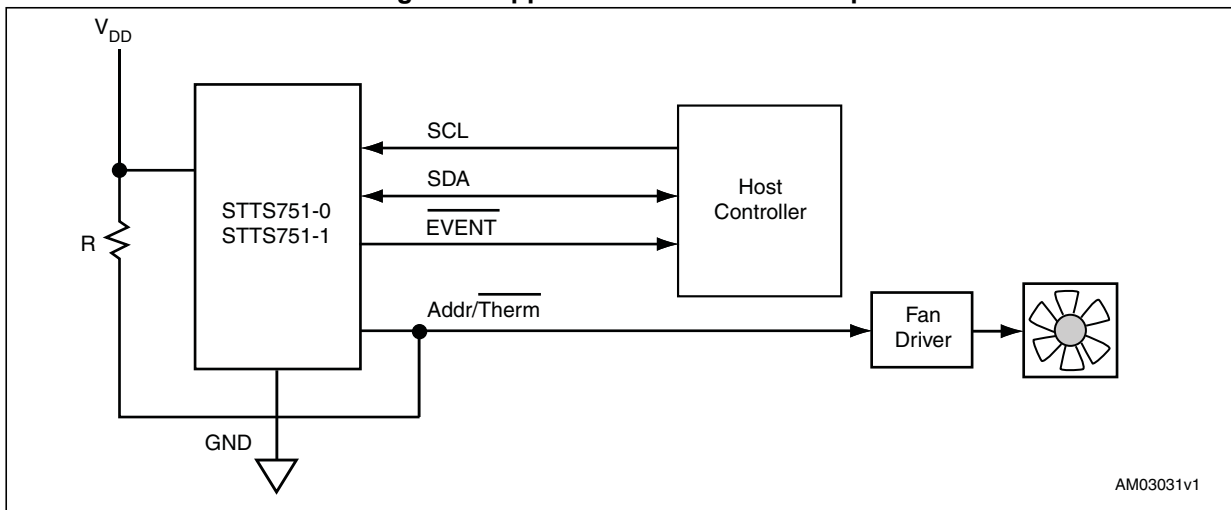 V_DD
SCL
SDA
STTS751-0
STTS751-1
EVENT
Host
Controller
R
Addr/Therm
Fan
Driver
GND
AM03031v1